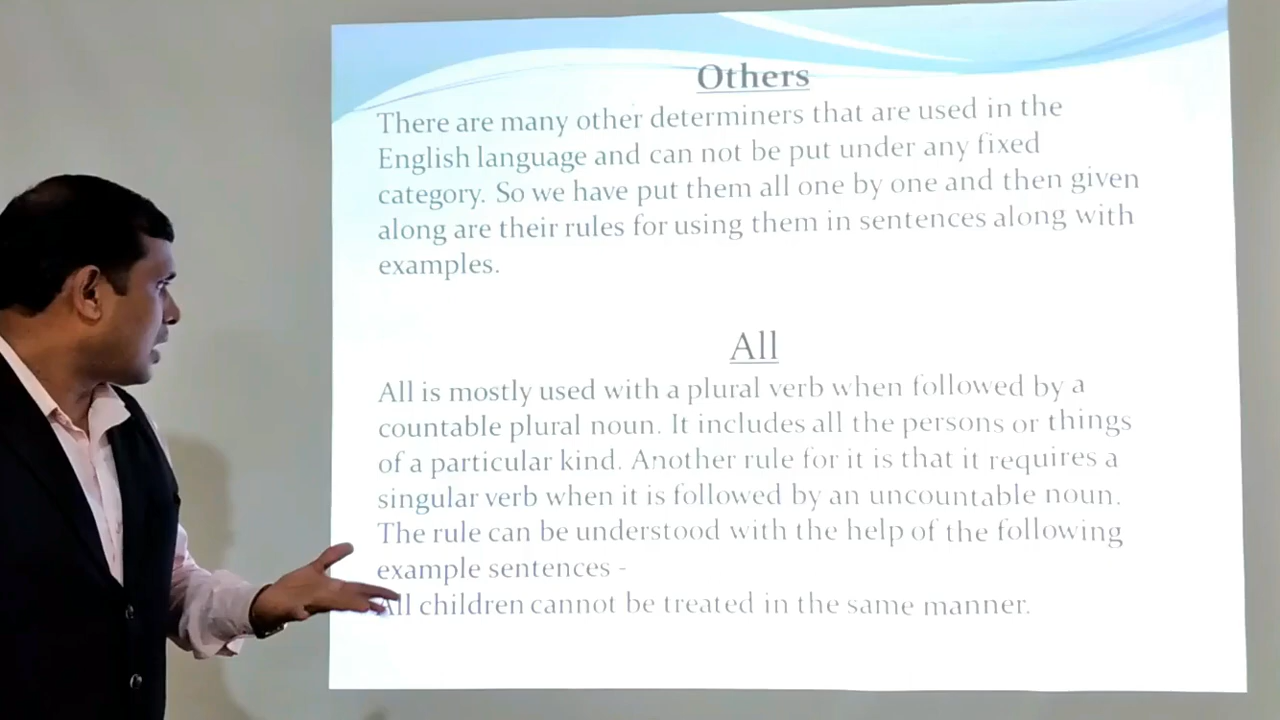 Others
There are many other determiners that are used in the
English language and can not be put under any fixed
category. So we have put them all one by one and then given
along are their rules for using them in sentences along with
examples.
All
All is mostly used with a plural verb when followed by a
countable plural noun. It includes all the persons or things
of a particular kind. Another rule for it is that it requires a
singular verb when it is followed by an uncountable noun.
The rule can be understood with the help of the following
example sentences -
All children cannot be treated in the same manner.